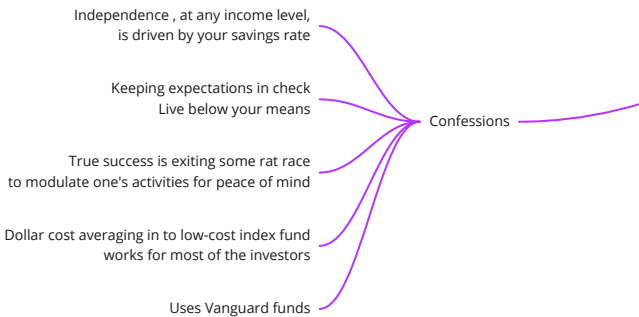 Independence , at any income level,
is driven by your savings rate
Keeping expectations in check
Live below your means
Confessions
True success is exiting some rat race
to modulate one's activities for peace of mind
Dollar cost averaging in to low-cost index fund
works for most of the investors
Uses Vanguard funds